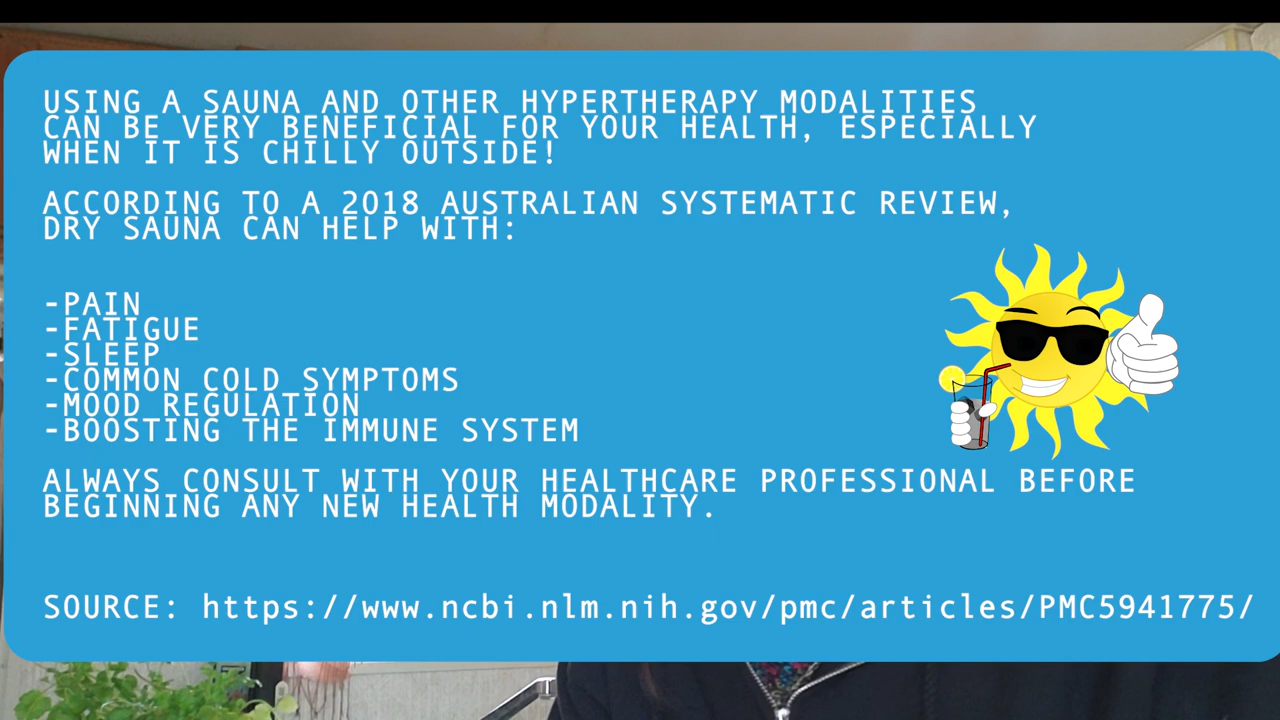 USING A SAUNA AND OTHER HYPERTHERAPY MODALITIES
CAN BE VERY BENEFICIAL FOR YOUR HEALTH, ESPECIALLY
WHEN IT IS CHILLY OUTSIDE!
ACCORDING TO A 2018 AUSTRALIAN SYSTEMATIC REVIEW,
DRY SAUNA CAN HELP WITH:
-PAIN
-FATIGUE
-SLEEP
-COMMON COLD SYMPTOMS
-MOOD REGULATION
-BOOSTING THE IMMUNE SYSTEM
ALWAYS CONSULT WITH YOUR HEALTHCARE PROFESSIONAL BEFORE
BEGINNING ANY NEW HEALTH MODALITY.
SOURCE: https://www.ncbi.nlm.nih.gov/pmc/articles/PMC5941775/